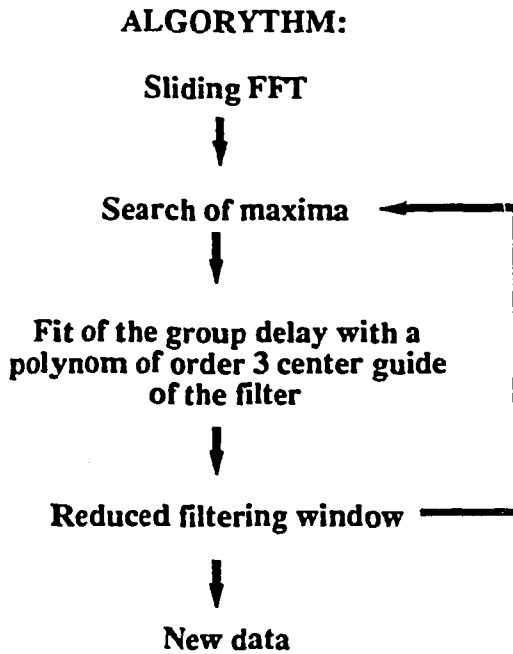 ALGORYTHM:
Sliding FFT
Search of maxima
Fit of the group delay with a
polynom of order 3 center guide
of the filter
Reduced filtering window
New data